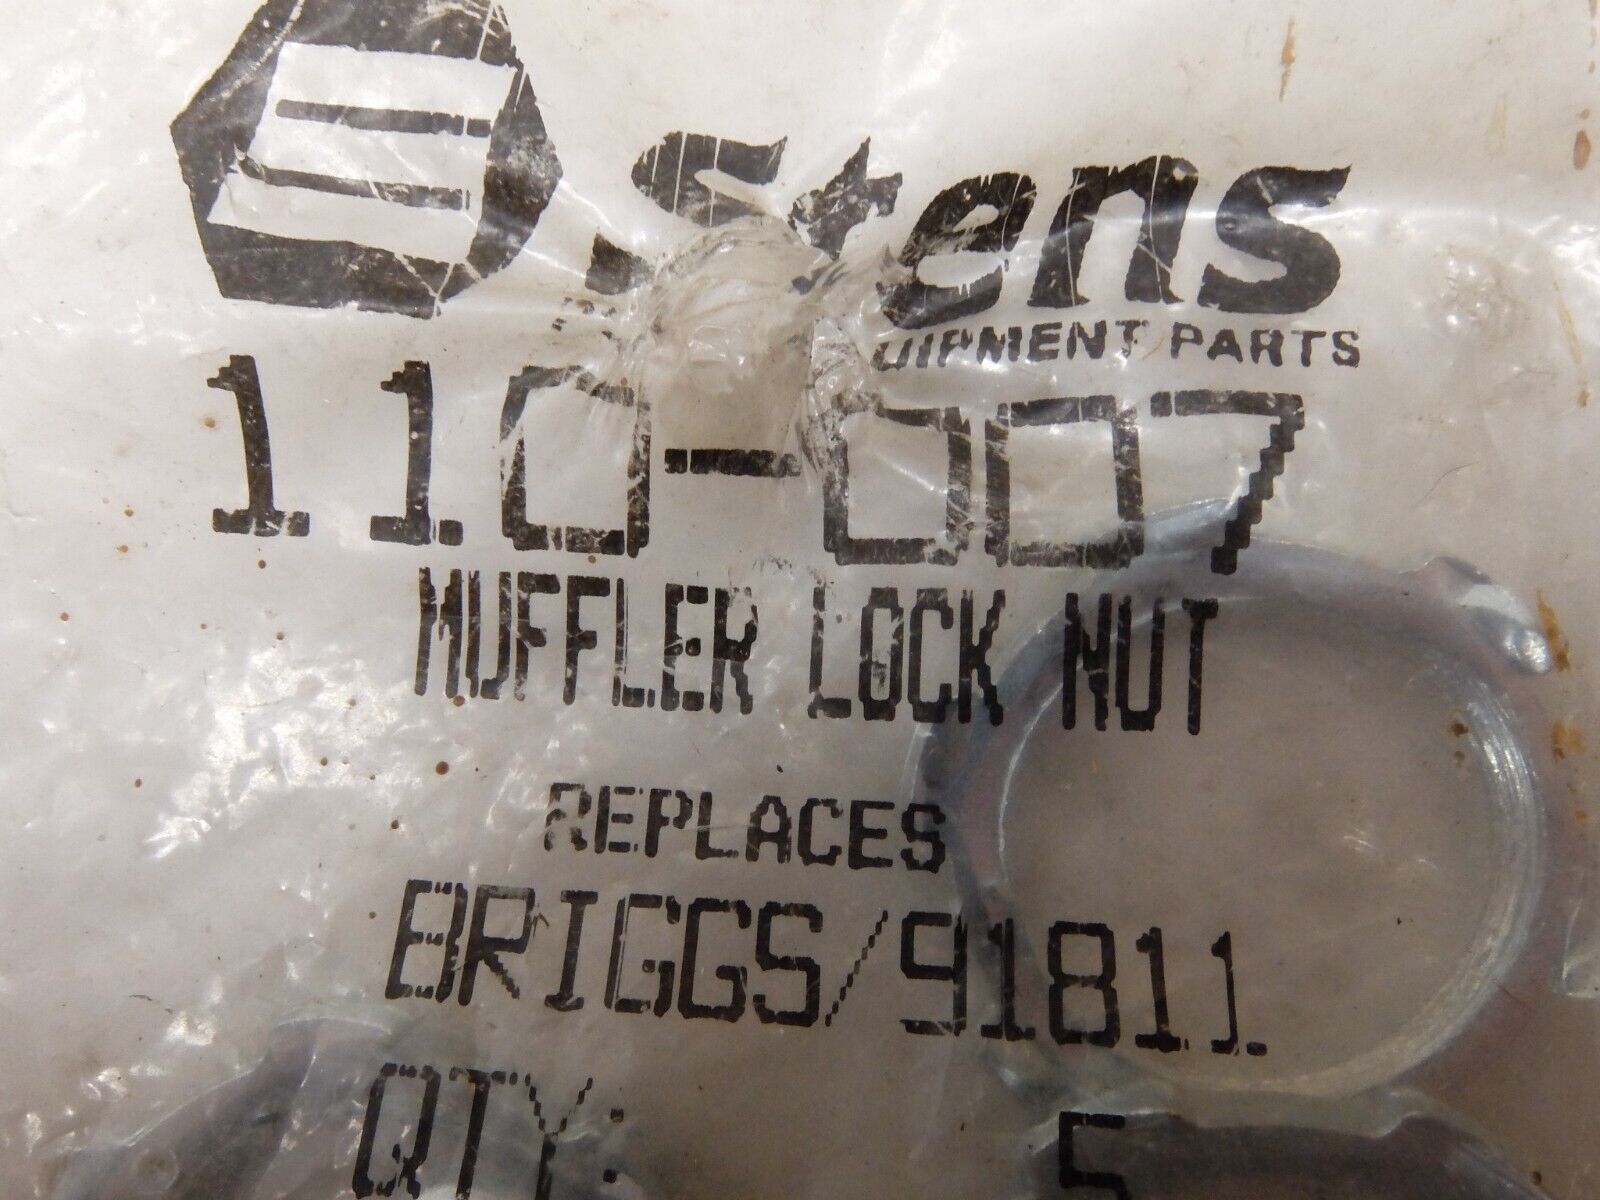 Stens
UIPMENT PARTS
110-007
MUFFLER LOCK NUT
REPLACES
BRIGGS/91811
QTY: 5